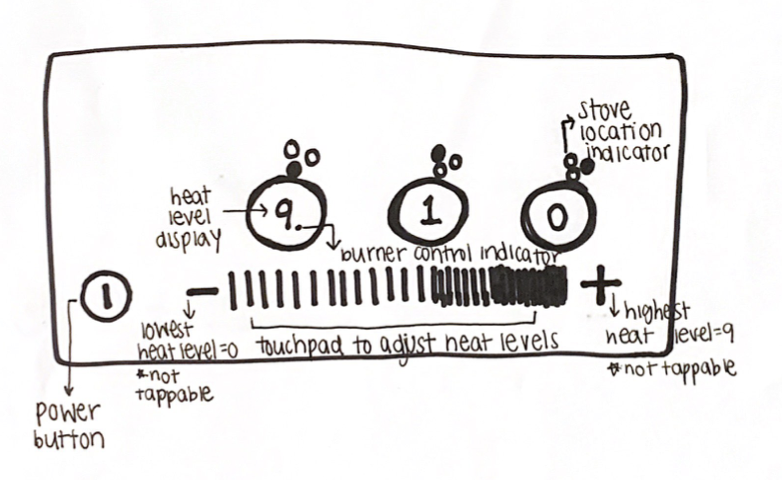 stove
location
indicator
heat
level
display
9.
1
0
burner control indicator
1
−
+
lowest
heat level=0
*not
tappable
touchpad to adjust heat levels
highest
heat level=9
*not tappable
power
button